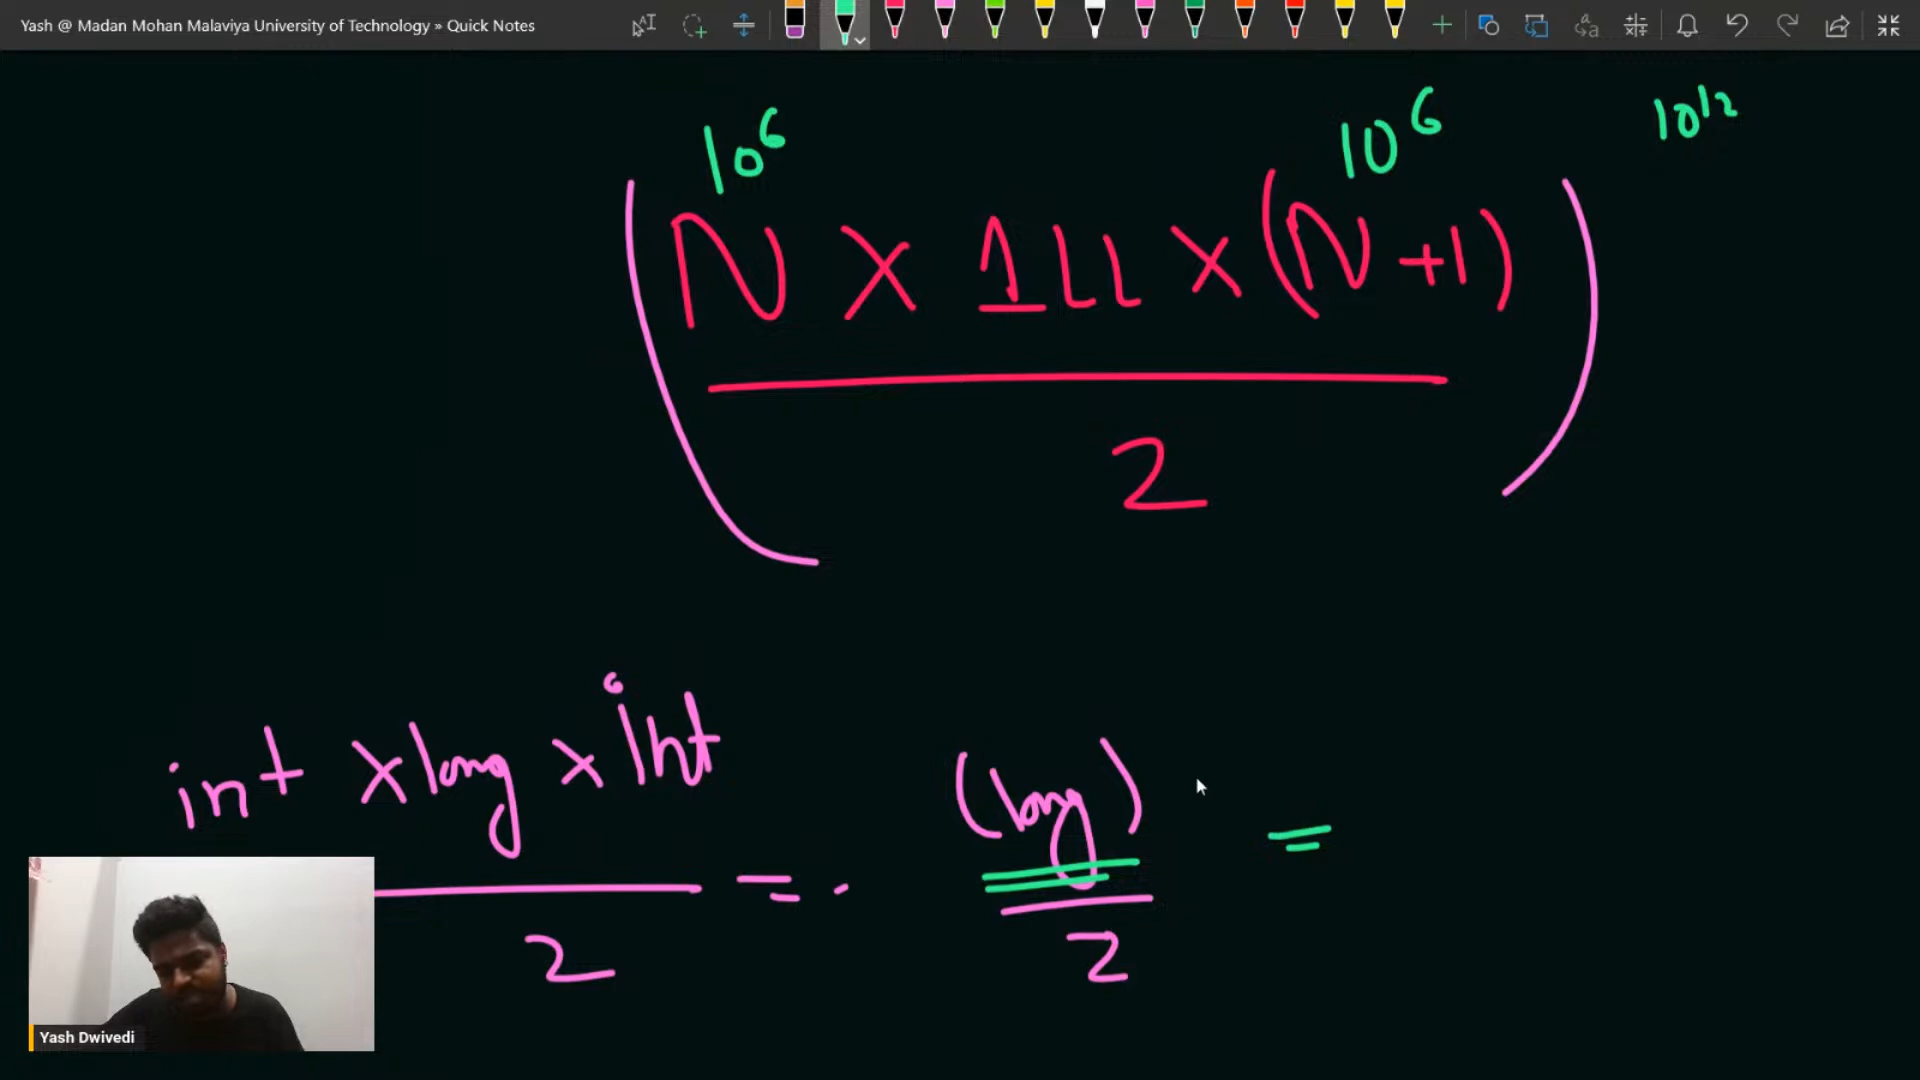 Yash @ Madan Mohan Malaviya University of Technology » Quick Notes
10^6 10^6 10^12
N × 1LL × (N+1)
2
int × long × int
(long)
= . =
2 2
Yash Dwivedi